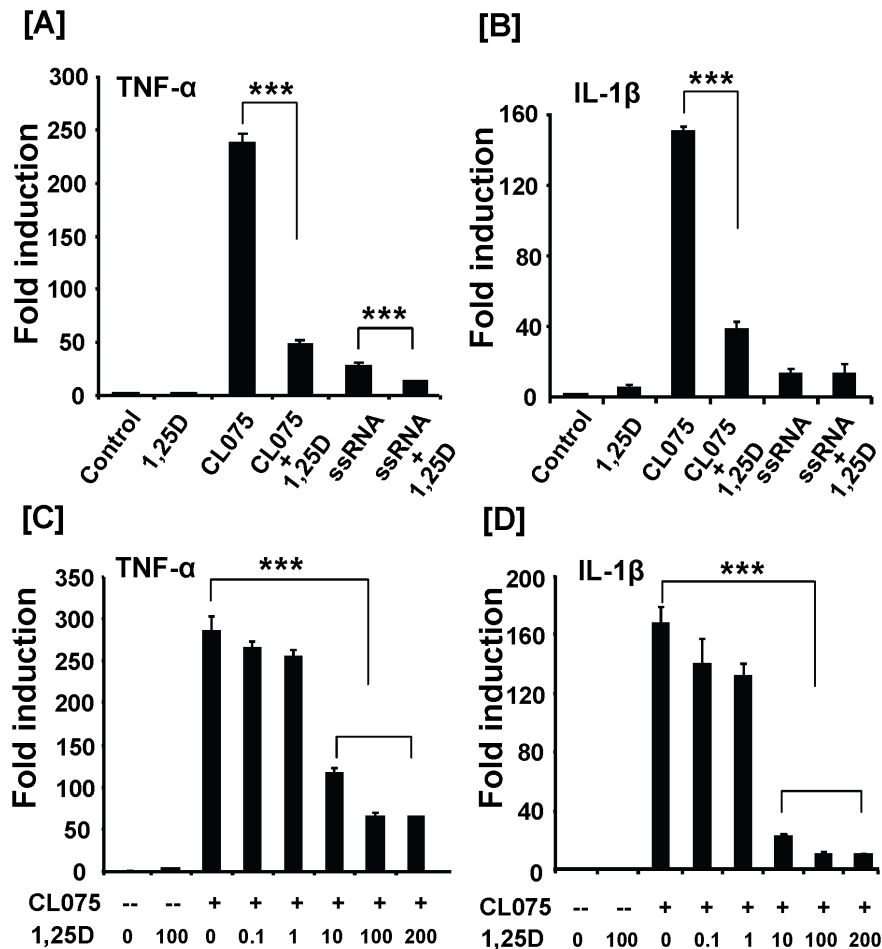 [A]
TNF-α
***
***
Fold induction
300
250
200
150
100
50
0
Control
1,25D
CL075
CL075
+
1,25D
ssRNA
ssRNA
+
1,25D
[B]
IL-1β
***
Fold induction
160
120
80
40
0
Control
1,25D
CL075
CL075
+
1,25D
ssRNA
ssRNA
+
1,25D
[C]
TNF-α
***
Fold induction
350
300
250
200
150
100
50
0
CL075 -- -- + + + + + +
1,25D 0 100 0 0.1 1 10 100 200
[D]
IL-1β
***
Fold induction
200
160
120
80
40
0
CL075 -- -- + + + + + +
1,25D 0 100 0 0.1 1 10 100 200